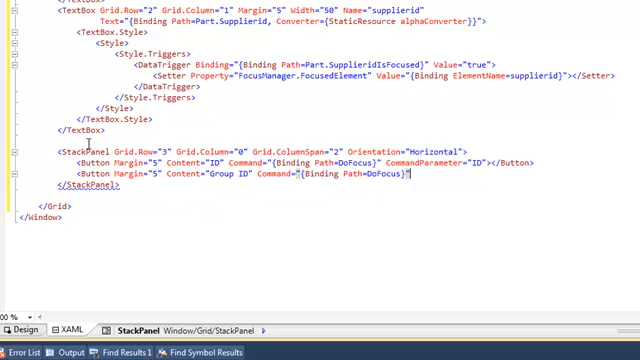 </TextBox>
<TextBox Grid.Row="2" Grid.Column="1" Margin="5" Width="50" Name="supplierid"
Text="{Binding Path=Part.Supplierid, Converter={StaticResource alphaConverter}}">
<TextBox.Style>
<Style>
<Style.Triggers>
<DataTrigger Binding="{Binding Path=Part.SupplierIdIsFocused}" Value="true">
<Setter Property="FocusManager.FocusedElement" Value="{Binding ElementName=supplierid}"></Setter>
</DataTrigger>
</Style.Triggers>
</Style>
</TextBox.Style>
</TextBox>
<StackPanel Grid.Row="3" Grid.Column="0" Grid.ColumnSpan="2" Orientation="Horizontal">
<Button Margin="5" Content="ID" Command="{Binding Path=DoFocus}" CommandParameter="ID"></Button>
<Button Margin="5" Content="Group ID" Command="{Binding Path=DoFocus}"
</StackPanel>
</Grid>
</Window>
00 %
Design XAML StackPanel Window/Grid/StackPanel
Error List Output Find Results 1 Find Symbol Results